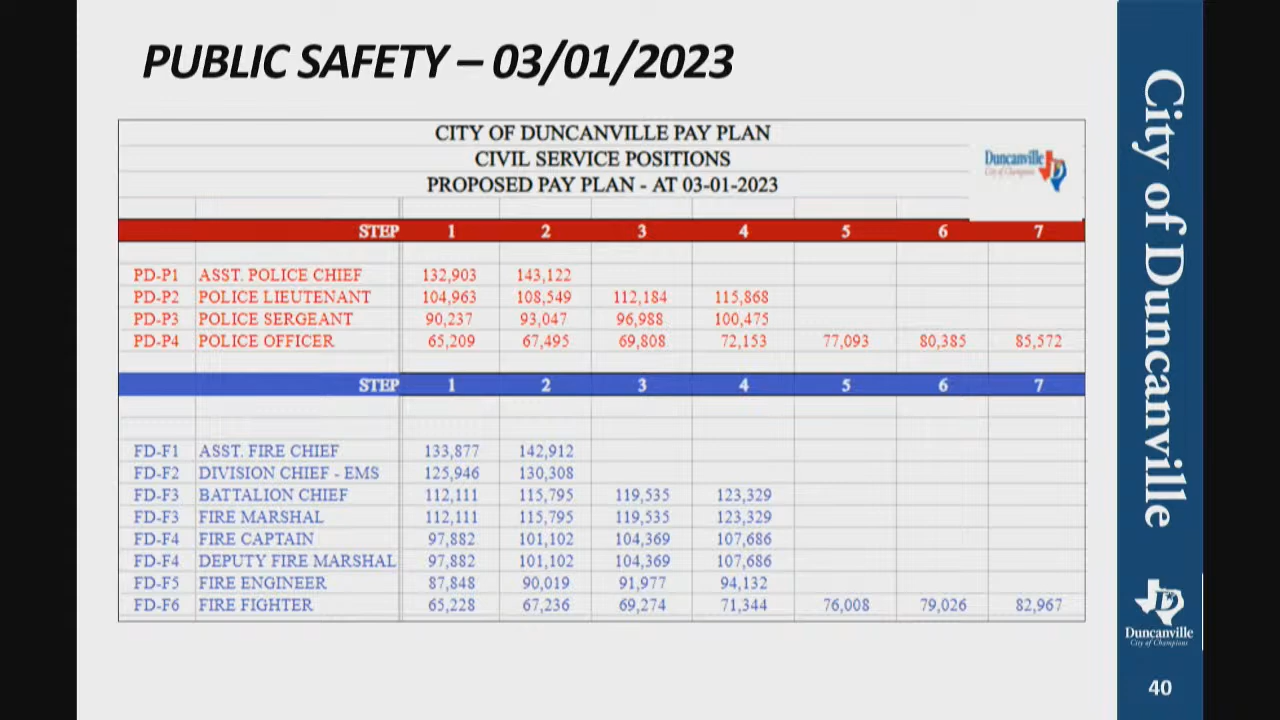 PUBLIC SAFETY – 03/01/2023
CITY OF DUNCANVILLE PAY PLAN
CIVIL SERVICE POSITIONS
PROPOSED PAY PLAN - AT 03-01-2023
Duncanville
City of Champions
STEP 1 2 3 4 5 6 7
PD-P1 ASST. POLICE CHIEF 132,903 143,122
PD-P2 POLICE LIEUTENANT 104,963 108,549 112,184 115,868
PD-P3 POLICE SERGEANT 90,237 93,047 96,988 100,475
PD-P4 POLICE OFFICER 65,209 67,495 69,808 72,153 77,093 80,385 85,572
STEP 1 2 3 4 5 6 7
FD-F1 ASST. FIRE CHIEF 133,877 142,912
FD-F2 DIVISION CHIEF - EMS 125,946 130,308
FD-F3 BATTALION CHIEF 112,111 115,795 119,535 123,329
FD-F3 FIRE MARSHAL 112,111 115,795 119,535 123,329
FD-F4 FIRE CAPTAIN 97,882 101,102 104,369 107,686
FD-F4 DEPUTY FIRE MARSHAL 97,882 101,102 104,369 107,686
FD-F5 FIRE ENGINEER 87,848 90,019 91,977 94,132
FD-F6 FIRE FIGHTER 65,228 67,236 69,274 71,344 76,008 79,026 82,967
City of Duncanville
Duncanville
City of Champions
40